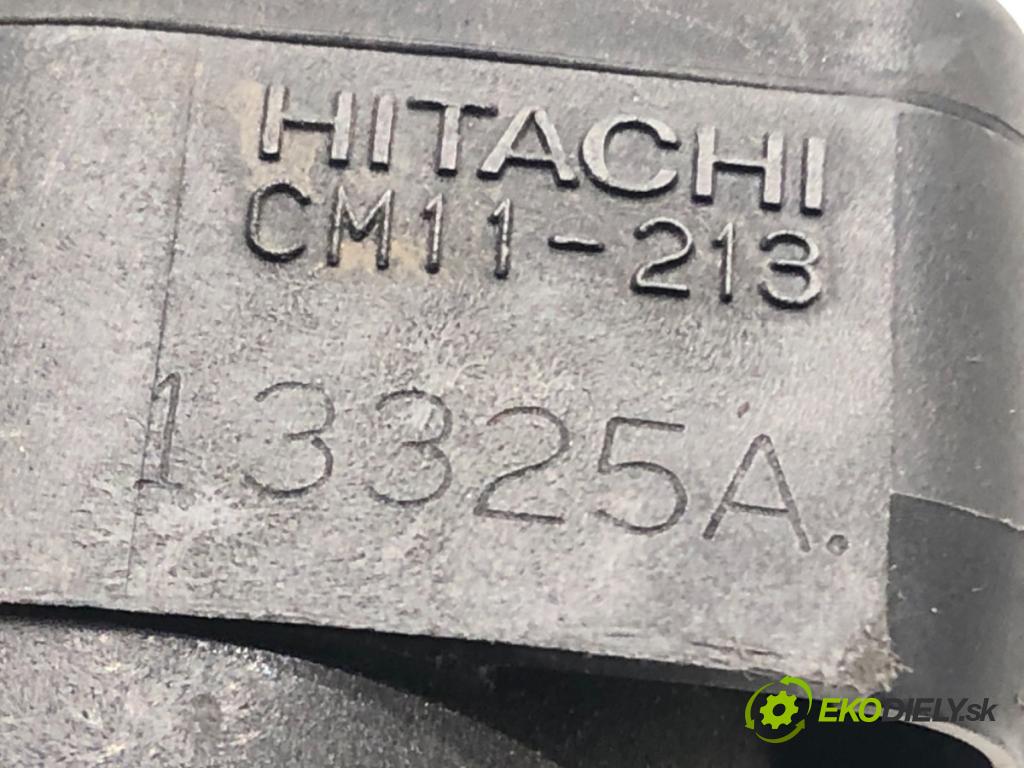 HITACHI
CM11-213
13325A.
EKODIELY.sk